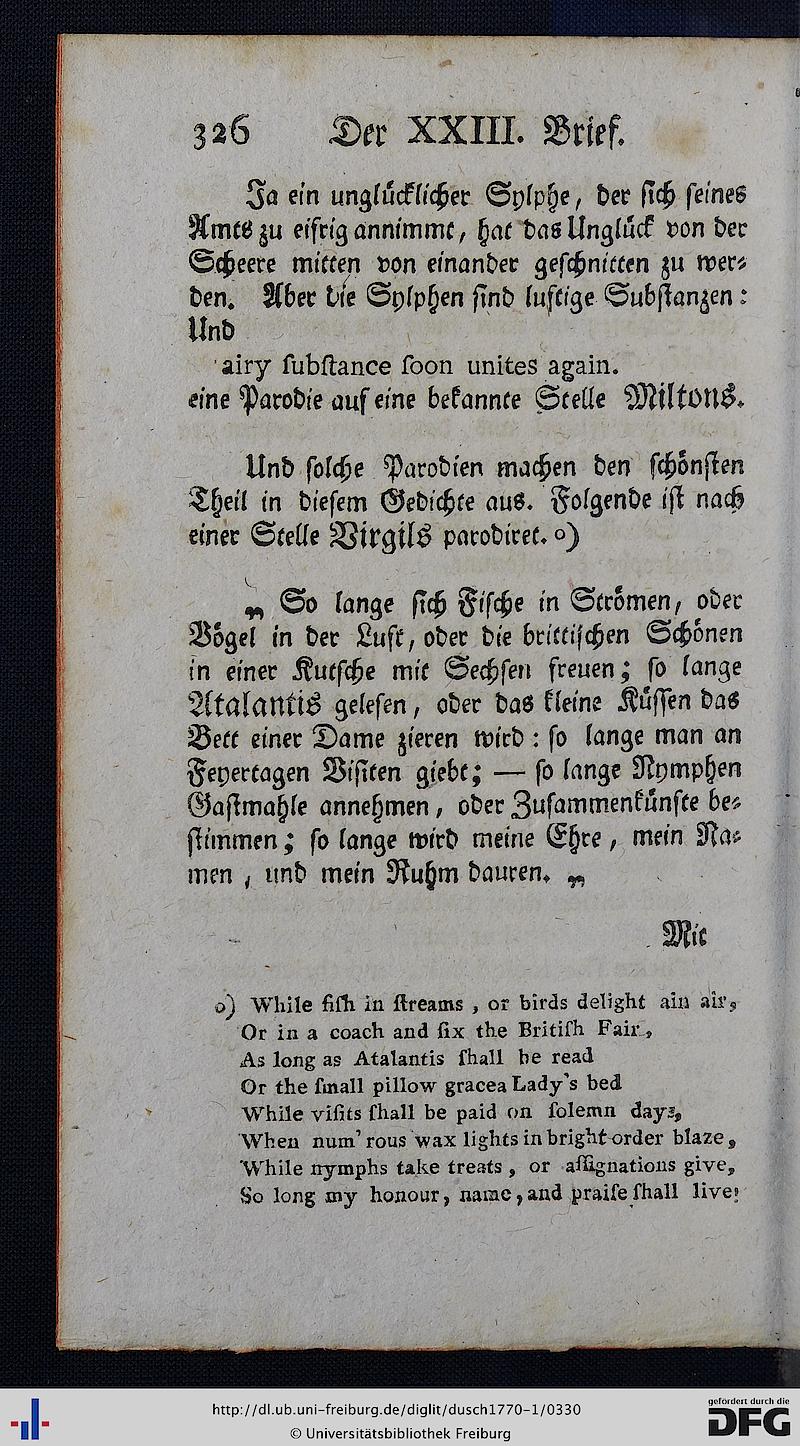 326 Der XXIII. Brief.
Ja ein unglücklicher Sylphe, der sich seines
Amts zu eifrig annimmt, hat das Unglück von der
Scheere mitten von einander geschnitten zu wer-
den. Aber die Sylphen sind luftige Substanzen:
Und
airy ſubſtance ſoon unites again.
eine Parodie auf eine bekannte Stelle Miltons.
Und solche Parodien machen den schönsten
Theil in diesem Gedichte aus. Folgende ist nach
einer Stelle Virgils parodiret. o)
„ So lange sich Fische in Strömen, oder
Vögel in der Luft, oder die brittischen Schönen
in einer Kutsche mit Sechsen freuen; so lange
Atalantis gelesen, oder das kleine Küssen das
Bett einer Dame zieren wird: so lange man an
Feyertagen Visiten giebt; — so lange Nymphen
Gastmahle annehmen, oder Zusammenkünfte be-
stimmen; so lange wird meine Ehre, mein Na-
men, und mein Ruhm dauren. „
Mit
o) While fiſh in ſtreams, or birds delight ain air,
Or in a coach and ſix the Britiſh Fair,
As long as Atalantis ſhall be read
Or the ſmall pillow gracea Lady's bed
While viſits ſhall be paid on ſolemn days,
When num'rous wax lights in bright order blaze,
While nymphs take treats, or aſſignations give,
So long my honour, name, and praiſe ſhall live!
http://dl.ub.uni-freiburg.de/diglit/dusch1770-1/0330
© Universitätsbibliothek Freiburg
gefördert durch die
DFG